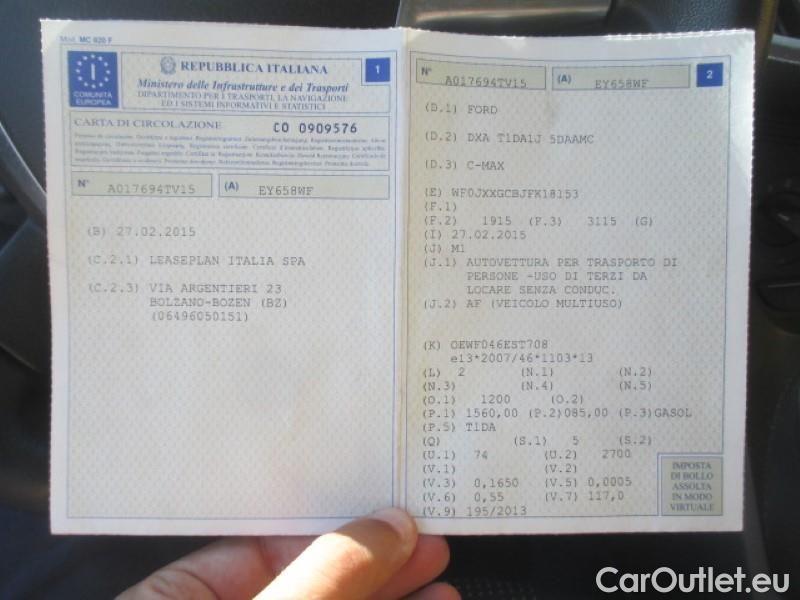 Mod. MC 820 F
I
COMUNITÀ
EUROPEA
REPUBBLICA ITALIANA
1
Ministero delle Infrastrutture e dei Trasporti
DIPARTIMENTO PER I TRASPORTI, LA NAVIGAZIONE
ED I SISTEMI INFORMATIVI E STATISTICI
CARTA DI CIRCOLAZIONE
CO 0909576
N° A017694TV15 (A) EY658WF
(B) 27.02.2015
(C.2.1) LEASEPLAN ITALIA SPA
(C.2.3) VIA ARGENTIERI 23
BOLZANO-BOZEN (BZ)
(06496050151)
N° A017694TV15 (A) EY658WF 2
(D.1) FORD
(D.2) DXA T1DA1J 5DAAMC
(D.3) C-MAX
(E) WF0JXXGCBJFK18153
(F.1)
(F.2) 1915 (F.3) 3115 (G)
(I) 27.02.2015
(J) M1
(J.1) AUTOVETTURA PER TRASPORTO DI
PERSONE -USO DI TERZI DA
LOCARE SENZA CONDUC.
(J.2) AF (VEICOLO MULTIUSO)
(K) OEWF046EST708
e13*2007/46*1103*13
(L) 2 (N.1) (N.2)
(N.3) (N.4) (N.5)
(O.1) 1200 (O.2)
(P.1) 1560,00 (P.2)085,00 (P.3)GASOL
(P.5) T1DA
(Q) (S.1) 5 (S.2)
(U.1) 74 (U.2) 2700
(V.1) (V.2)
(V.3) 0,1650 (V.5) 0,0005
(V.6) 0,55 (V.7) 117,0
(V.9) 195/2013
IMPOSTA
DI BOLLO
ASSOLTA
IN MODO
VIRTUALE
CarOutlet.eu